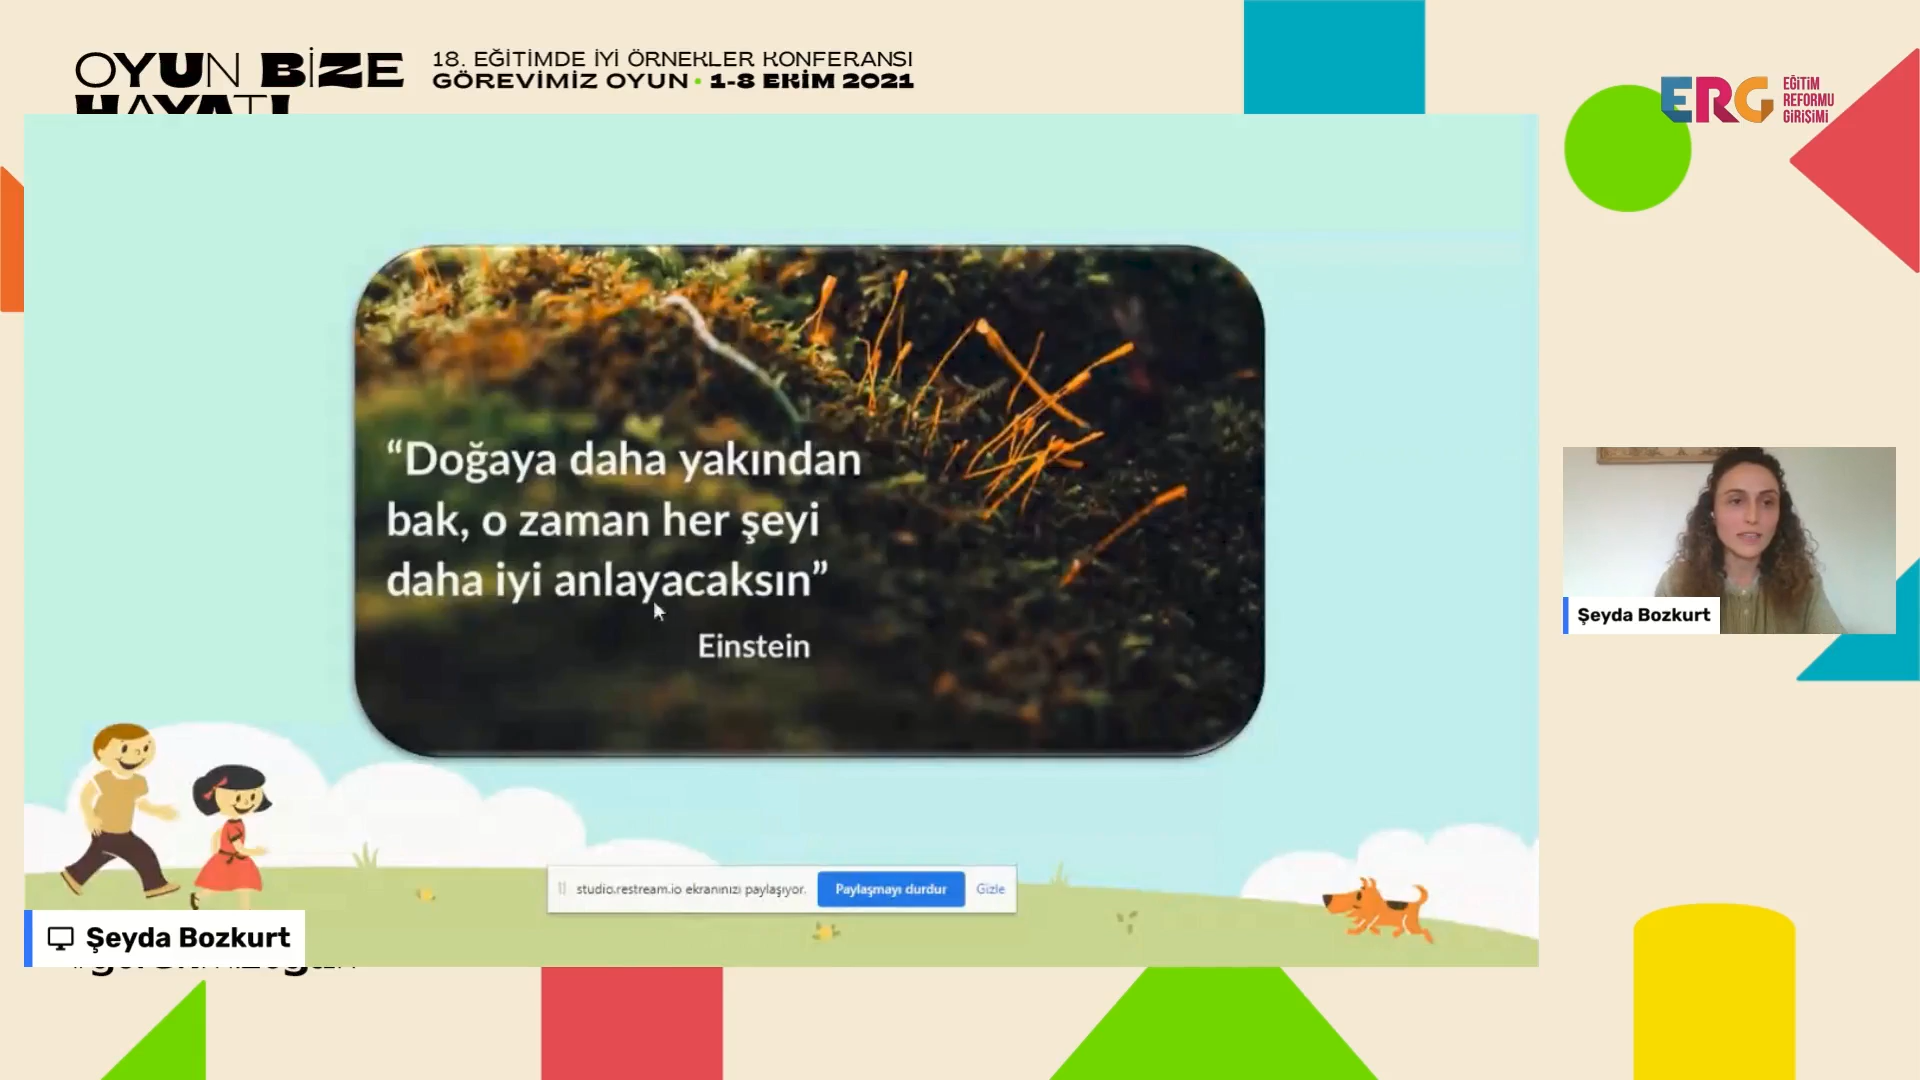 OYUN BİZE
HAYATI
18. EĞİTİMDE İYİ ÖRNEKLER KONFERANSI
GÖREVİMİZ OYUN • 1-8 EKİM 2021
ERG
EĞİTİM
REFORMU
GİRİŞİMİ
“Doğaya daha yakından
bak, o zaman her şeyi
daha iyi anlayacaksın”
Einstein
Şeyda Bozkurt
studio.restream.io ekranınızı paylaşıyor.
Paylaşmayı durdur
Gizle
Şeyda Bozkurt